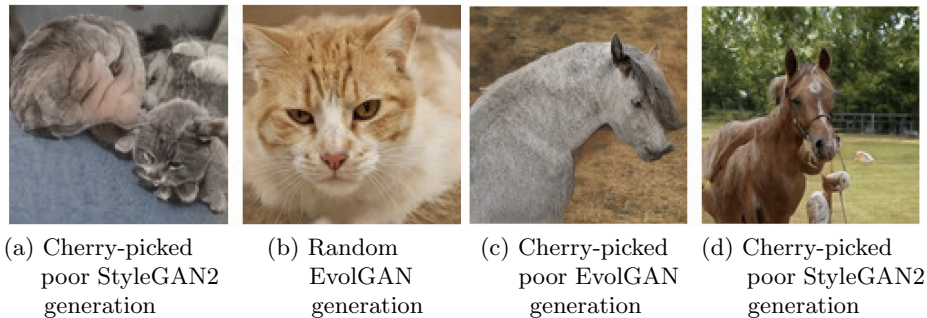 (a) Cherry-picked
poor StyleGAN2
generation
(b) Random
EvolGAN
generation
(c) Cherry-picked
poor EvolGAN
generation
(d) Cherry-picked
poor StyleGAN2
generation